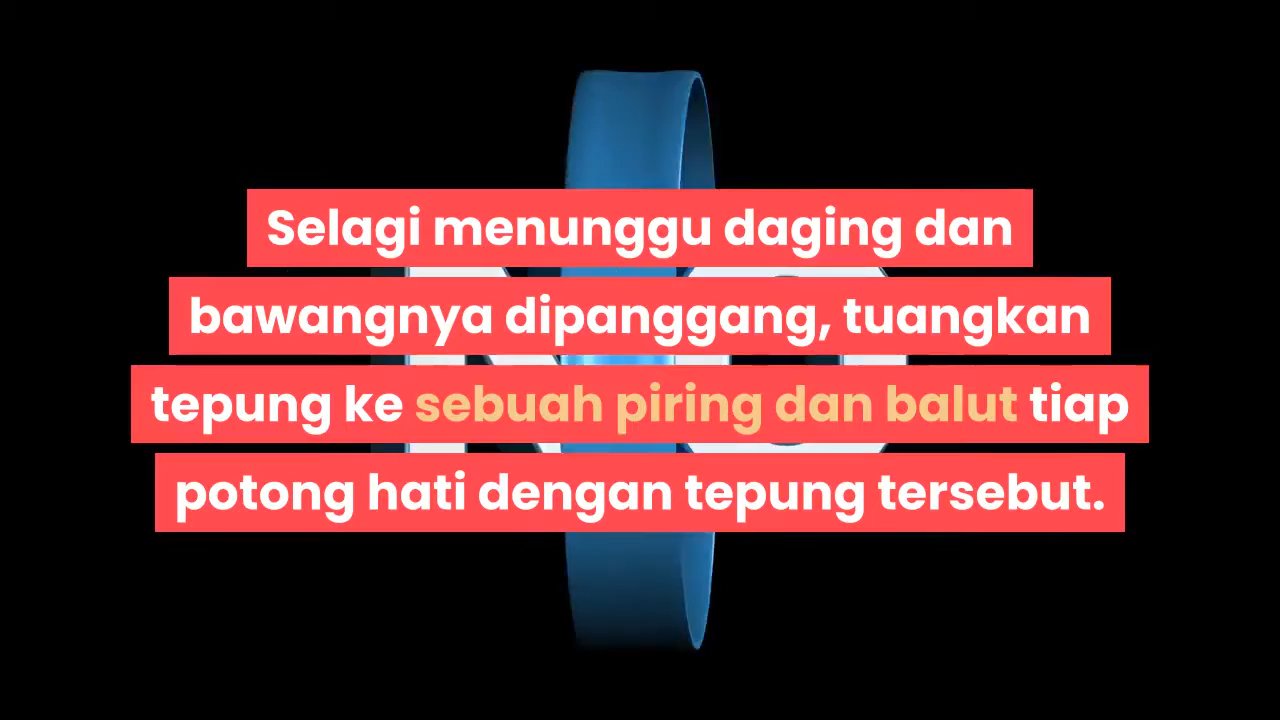 Selagi menunggu daging dan
bawangnya dipanggang, tuangkan
tepung ke sebuah piring dan balut tiap
potong hati dengan tepung tersebut.